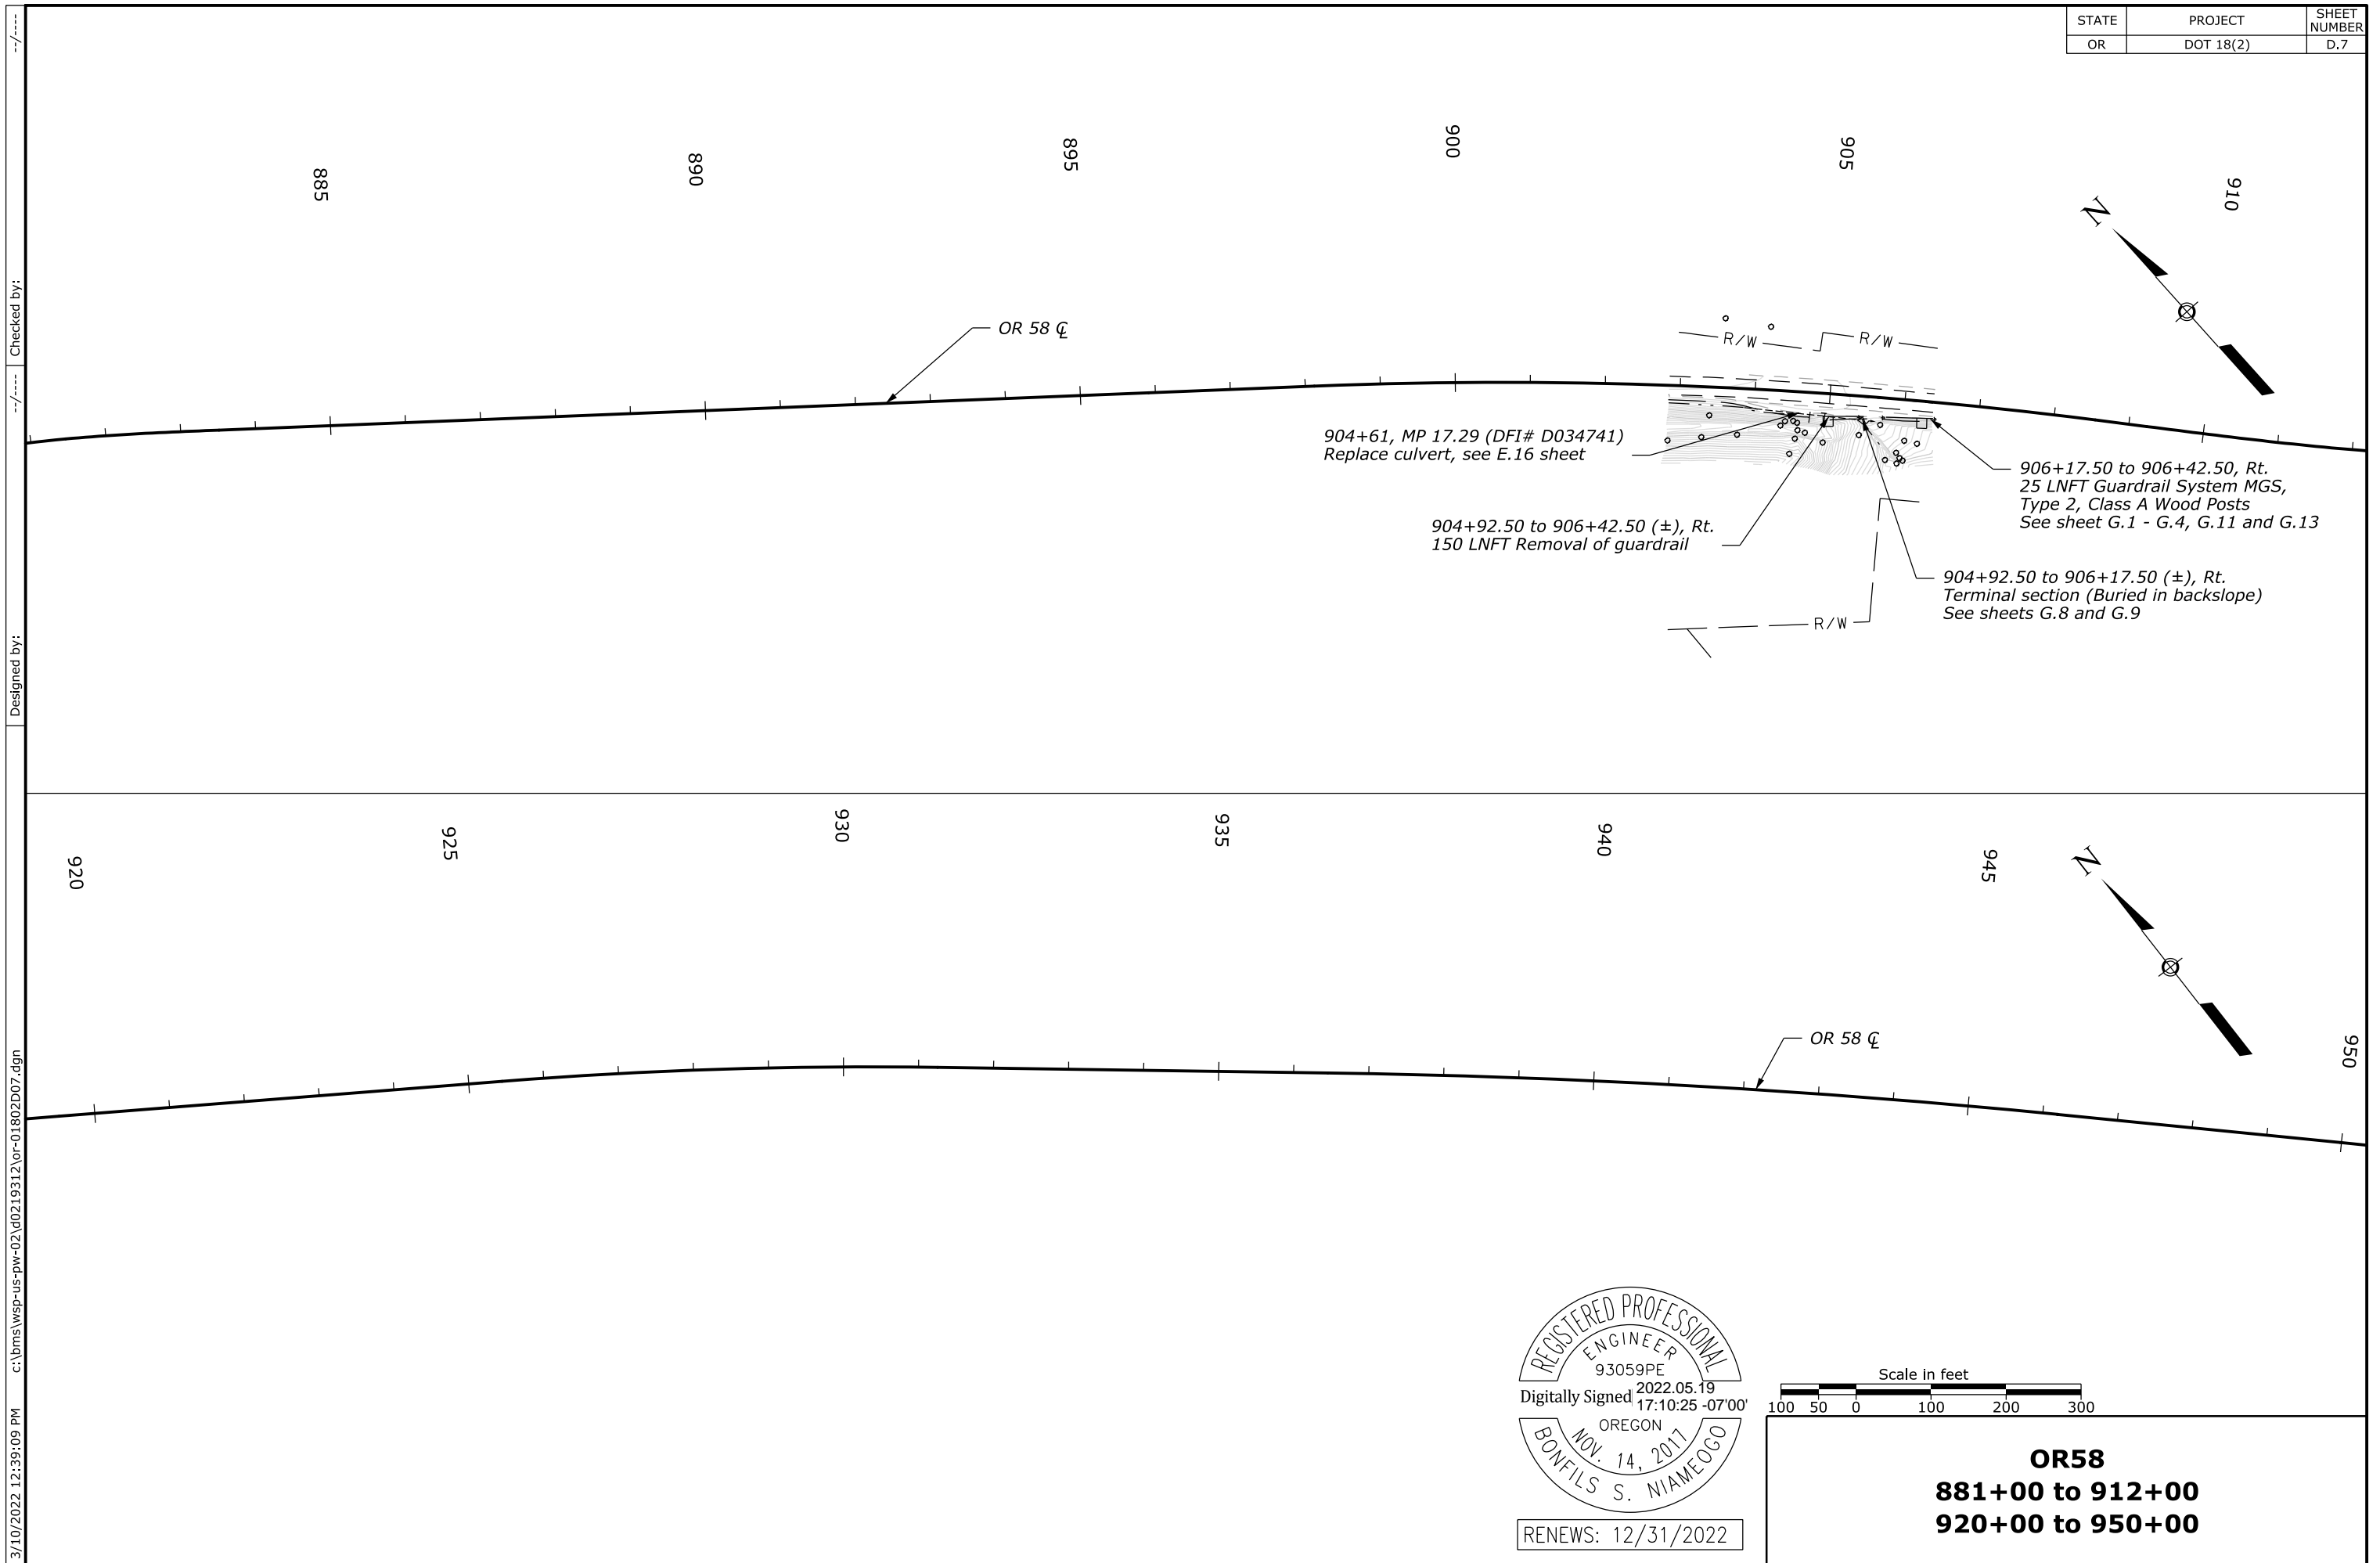 STATE PROJECT SHEET NUMBER
OR DOT 18(2) D.7
885
890
895
900
905
910
N
OR 58 ℄
R/W
R/W
904+61, MP 17.29 (DFI# D034741)
Replace culvert, see E.16 sheet
906+17.50 to 906+42.50, Rt.
25 LNFT Guardrail System MGS,
Type 2, Class A Wood Posts
See sheet G.1 - G.4, G.11 and G.13
904+92.50 to 906+42.50 (±), Rt.
150 LNFT Removal of guardrail
904+92.50 to 906+17.50 (±), Rt.
Terminal section (Buried in backslope)
See sheets G.8 and G.9
R/W
920
925
930
935
940
945
950
N
OR 58 ℄
REGISTERED PROFESSIONAL
ENGINEER
93059PE
Digitally Signed
2022.05.19
17:10:25 -07'00'
OREGON
NOV. 14, 2017
BONFILS S. NIAMEOGO
RENEWS: 12/31/2022
Scale in feet
100 50 0 100 200 300
OR58
881+00 to 912+00
920+00 to 950+00
--/----
Checked by:
--/----
Designed by:
c:\bms\wsp-us-pw-02\d0219312\or-01802D07.dgn
3/10/2022 12:39:09 PM